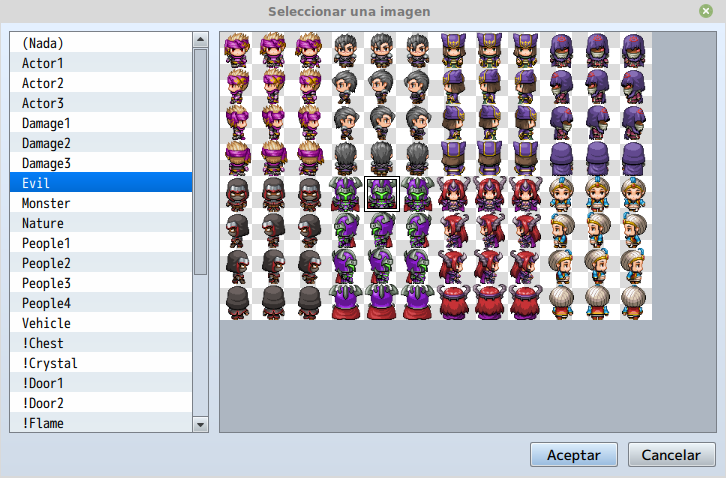 Seleccionar una imagen
(Nada)
Actor1
Actor2
Actor3
Damage1
Damage2
Damage3
Evil
Monster
Nature
People1
People2
People3
People4
Vehicle
!Chest
!Crystal
!Door1
!Door2
!Flame
Aceptar
Cancelar